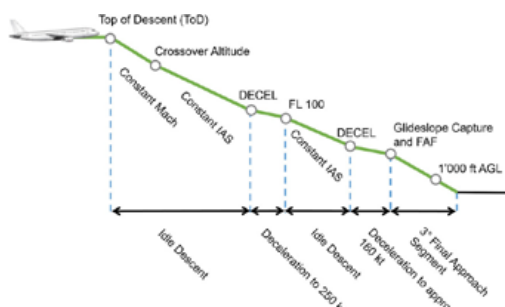 Top of Descent (ToD)
Crossover Altitude
Constant Mach
Constant IAS
DECEL
FL 100
Constant IAS
DECEL
Glideslope Capture
and FAF
1'000 ft AGL
Idle Descent
Deceleration to 250
Idle Descent
Deceleration to
160 kt
3° Final Approach
Segment